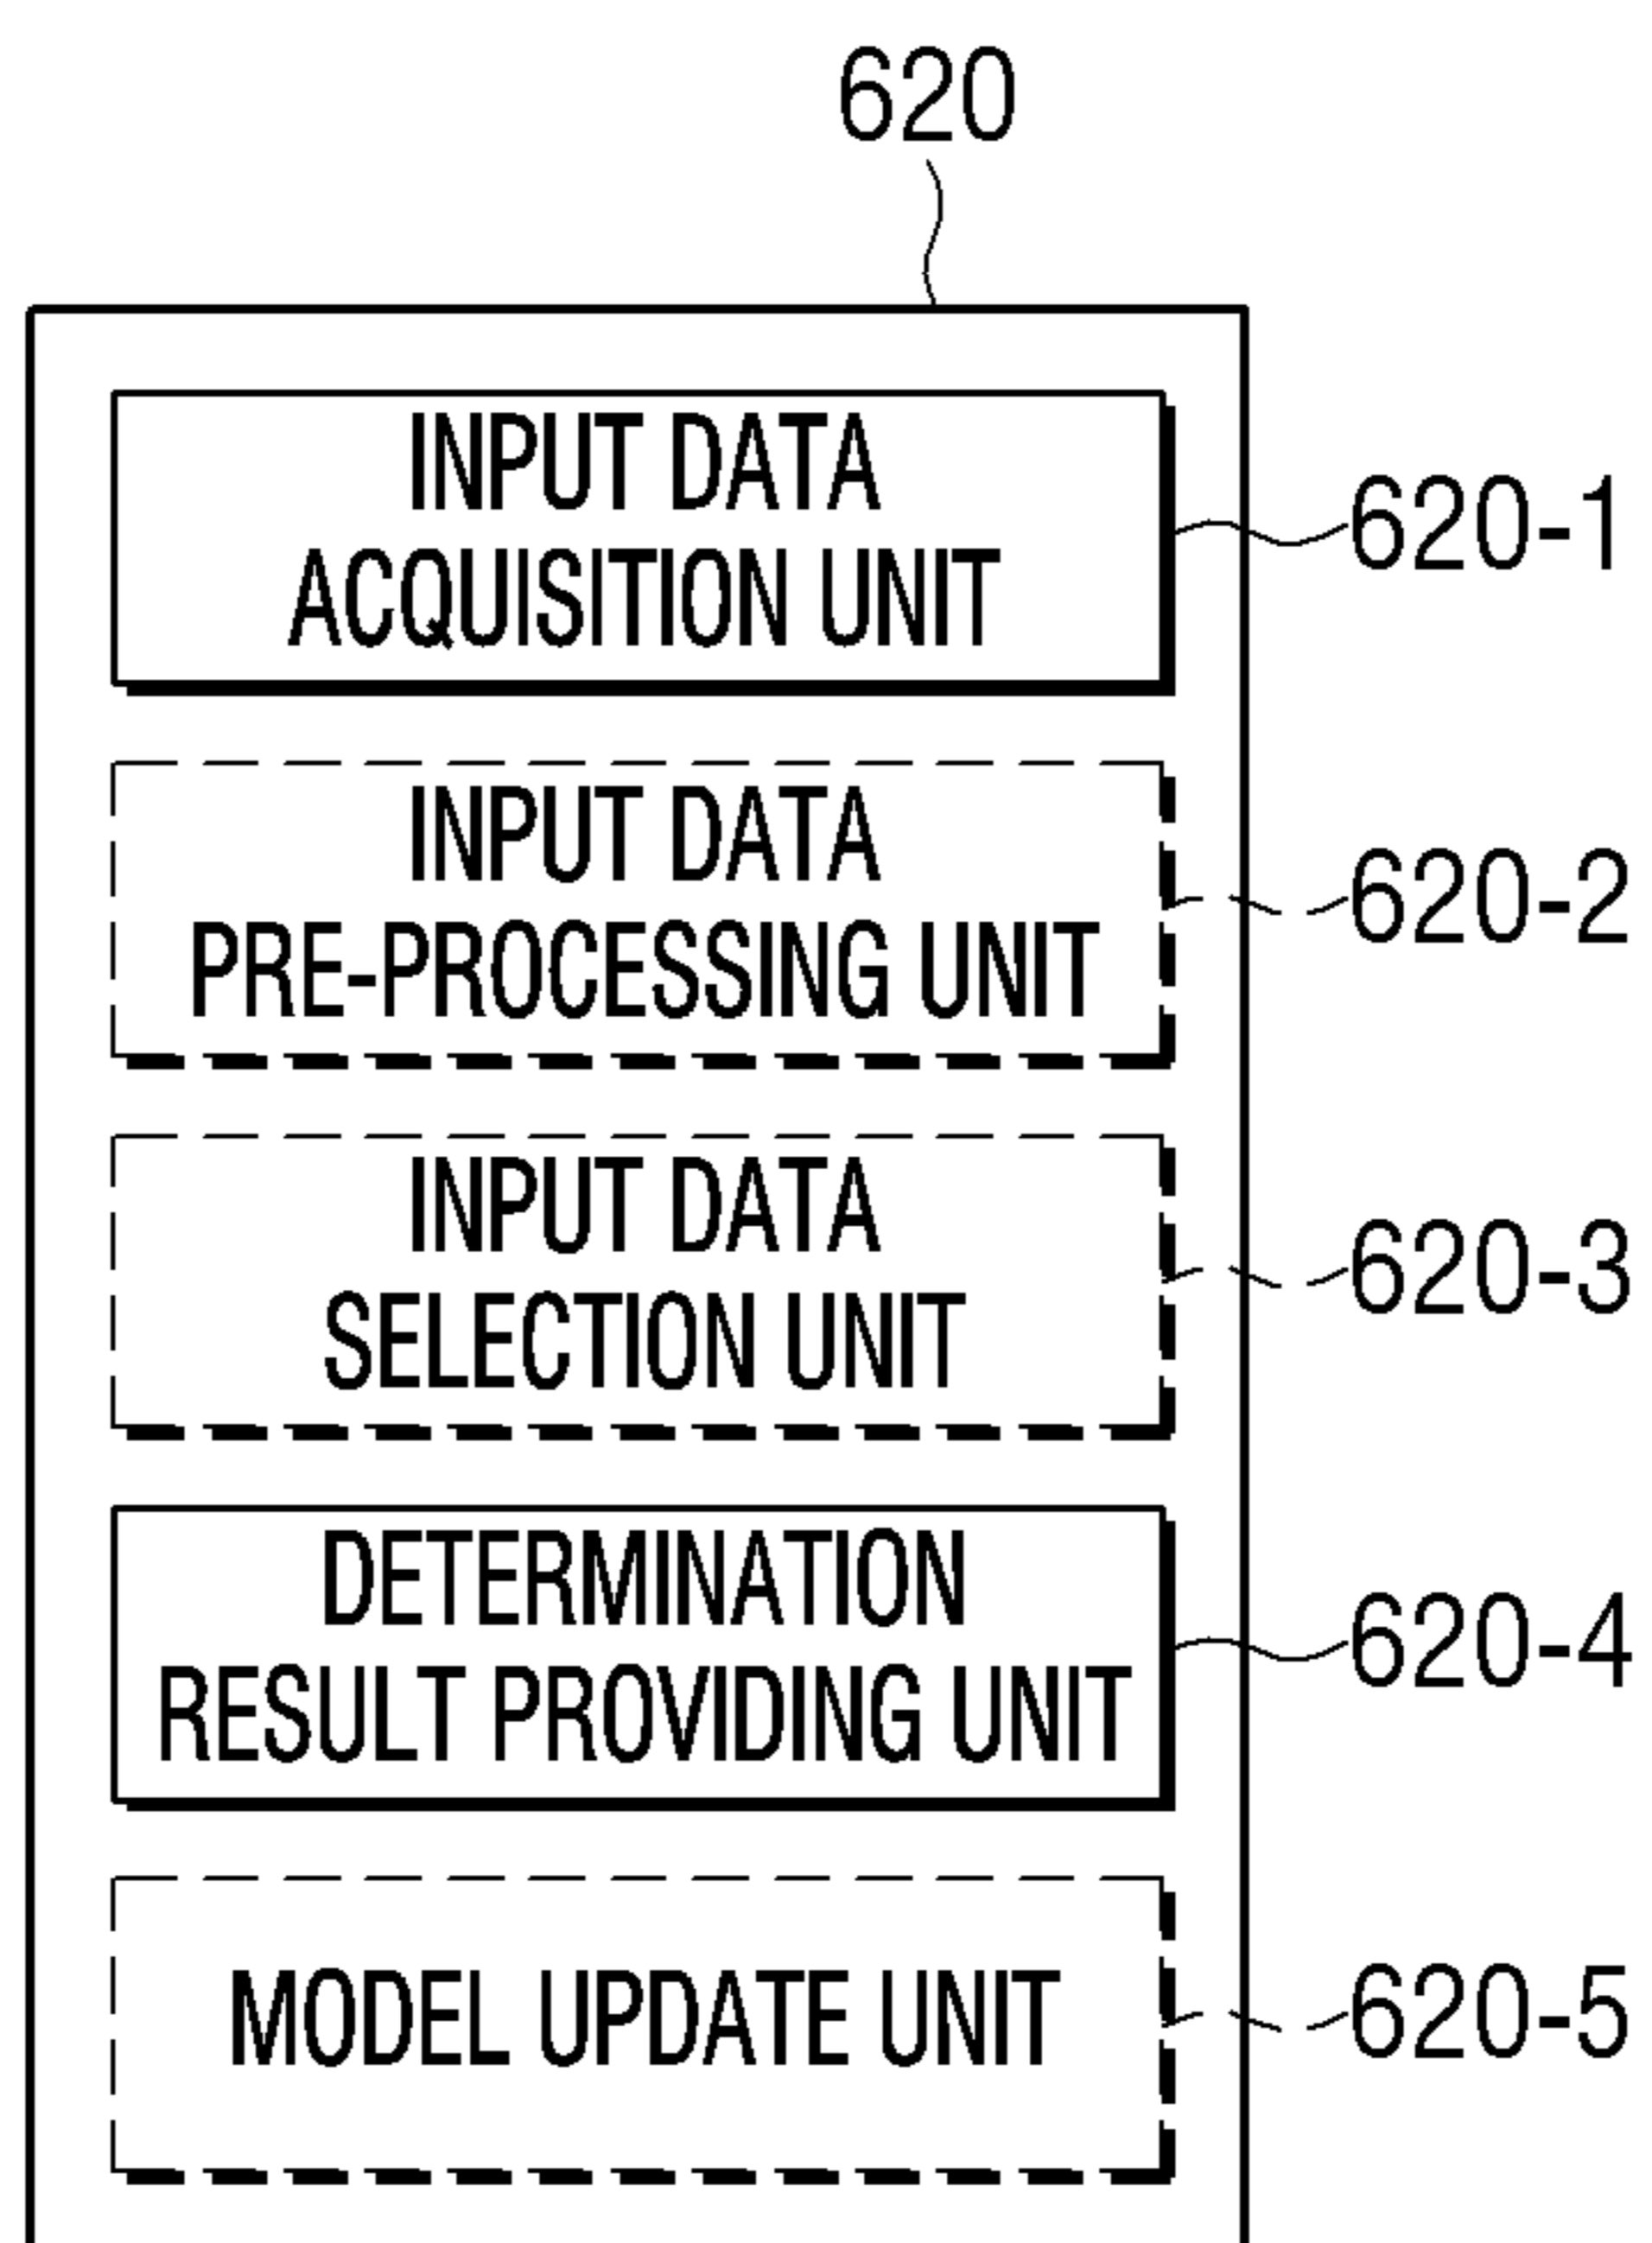 620
INPUT DATA
ACQUISITION UNIT
620-1
INPUT DATA
PRE-PROCESSING UNIT
620-2
INPUT DATA
SELECTION UNIT
620-3
DETERMINATION
RESULT PROVIDING UNIT
620-4
MODEL UPDATE UNIT
620-5